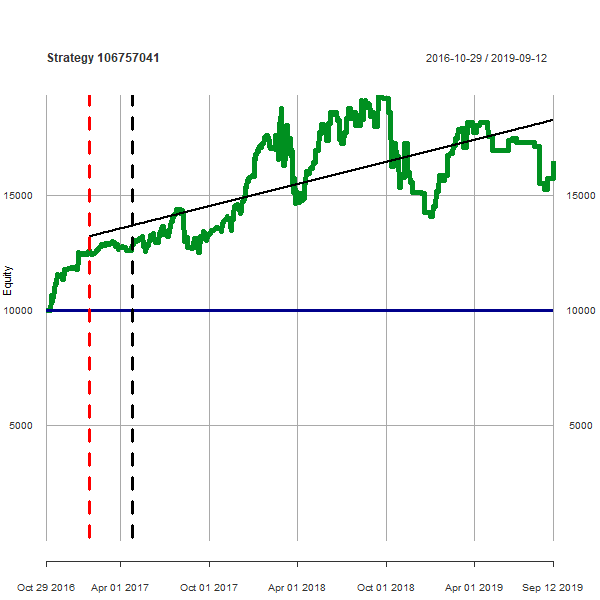 Strategy 106757041
2016-10-29 / 2019-09-12
15000
15000
Equity
10000
10000
5000
5000
Oct 29 2016
Apr 01 2017
Oct 01 2017
Apr 01 2018
Oct 01 2018
Apr 01 2019
Sep 12 2019